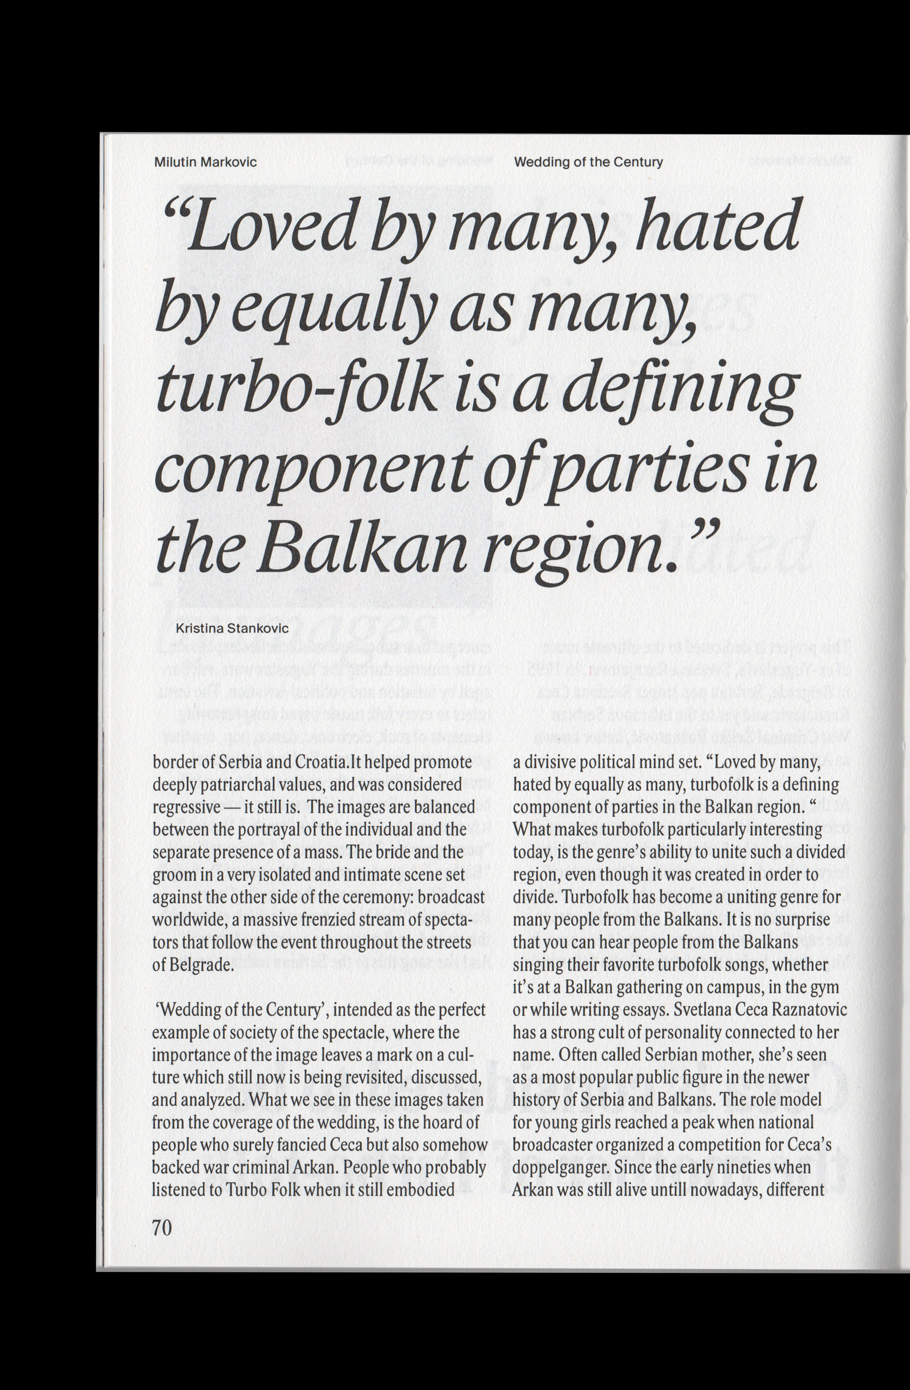 Milutin Markovic
Wedding of the Century
“Loved by many, hated
by equally as many,
turbo-folk is a defining
component of parties in
the Balkan region.”
Kristina Stankovic
border of Serbia and Croatia.It helped promote
deeply patriarchal values, and was considered
regressive — it still is. The images are balanced
between the portrayal of the individual and the
separate presence of a mass. The bride and the
groom in a very isolated and intimate scene set
against the other side of the ceremony: broadcast
worldwide, a massive frenzied stream of specta-
tors that follow the event throughout the streets
of Belgrade.
‘Wedding of the Century’, intended as the perfect
example of society of the spectacle, where the
importance of the image leaves a mark on a cul-
ture which still now is being revisited, discussed,
and analyzed. What we see in these images taken
from the coverage of the wedding, is the hoard of
people who surely fancied Ceca but also somehow
backed war criminal Arkan. People who probably
listened to Turbo Folk when it still embodied
a divisive political mind set. “Loved by many,
hated by equally as many, turbofolk is a defining
component of parties in the Balkan region. “
What makes turbofolk particularly interesting
today, is the genre’s ability to unite such a divided
region, even though it was created in order to
divide. Turbofolk has become a uniting genre for
many people from the Balkans. It is no surprise
that you can hear people from the Balkans
singing their favorite turbofolk songs, whether
it’s at a Balkan gathering on campus, in the gym
or while writing essays. Svetlana Ceca Raznatovic
has a strong cult of personality connected to her
name. Often called Serbian mother, she’s seen
as a most popular public figure in the newer
history of Serbia and Balkans. The role model
for young girls reached a peak when national
broadcaster organized a competition for Ceca’s
doppelganger. Since the early nineties when
Arkan was still alive untill nowadays, different
70